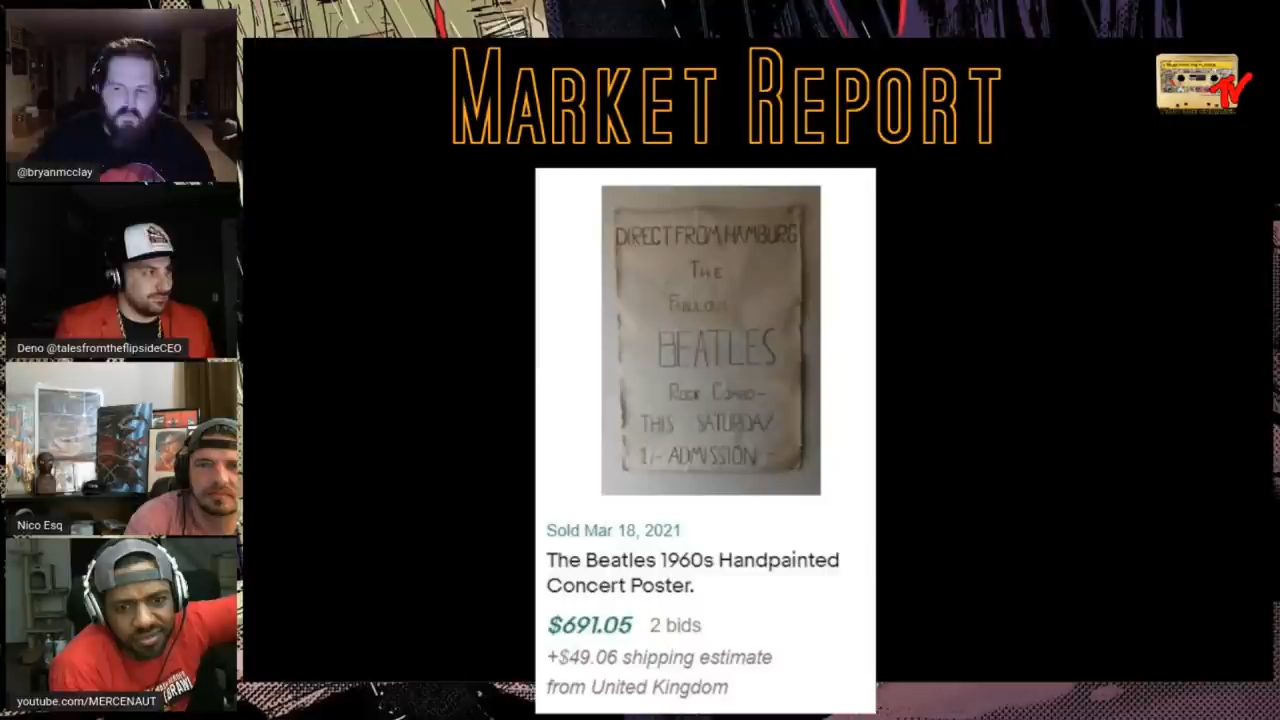 MARKET REPORT
TV
@bryanmcclay
Deno @talesfromtheflipsideCEO
Nico Esq
youtube.com/MERCENAUT
DIRECT FROM HAMBURG
THE
BEATLES
ROCK COMBO-
THIS SATURDAY
1/- ADMISSION -
Sold Mar 18, 2021
The Beatles 1960s Handpainted
Concert Poster.
$691.05 2 bids
+$49.06 shipping estimate
from United Kingdom